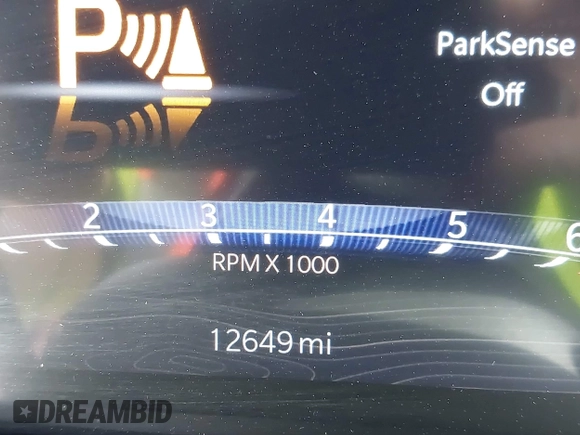 P
ParkSense
Off
2 3 4 5 6
RPM X 1000
12649 mi
DREAMBID